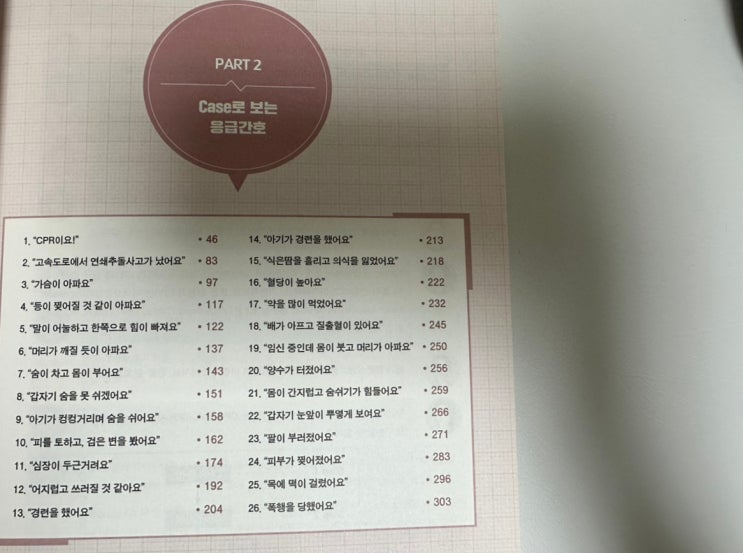 PART 2
Case로 보는
응급간호
1. “CPR이요!” • 46
2. “고속도로에서 연쇄추돌사고가 났어요” • 83
3. “가슴이 아파요” • 97
4. “등이 찢어질 것 같이 아파요” • 117
5. “말이 어눌하고 한쪽으로 힘이 빠져요” • 122
6. “머리가 깨질 듯이 아파요” • 137
7. “숨이 차고 몸이 부어요” • 143
8. “갑자기 숨을 못 쉬겠어요” • 151
9. “아기가 컹컹거리며 숨을 쉬어요” • 158
10. “피를 토하고, 검은 변을 봤어요” • 162
11. “심장이 두근거려요” • 174
12. “어지럽고 쓰러질 것 같아요” • 192
13. “경련을 했어요” • 204
14. “아기가 경련을 했어요” • 213
15. “식은땀을 흘리고 의식을 잃었어요” • 218
16. “혈당이 높아요” • 222
17. “약을 많이 먹었어요” • 232
18. “배가 아프고 질출혈이 있어요” • 245
19. “임신 중인데 몸이 붓고 머리가 아파요” • 250
20. “양수가 터졌어요” • 256
21. “몸이 간지럽고 숨쉬기가 힘들어요” • 259
22. “갑자기 눈앞이 뿌옇게 보여요” • 266
23. “팔이 부러졌어요” • 271
24. “피부가 찢어졌어요” • 283
25. “목에 떡이 걸렸어요” • 296
26. “폭행을 당했어요” • 303